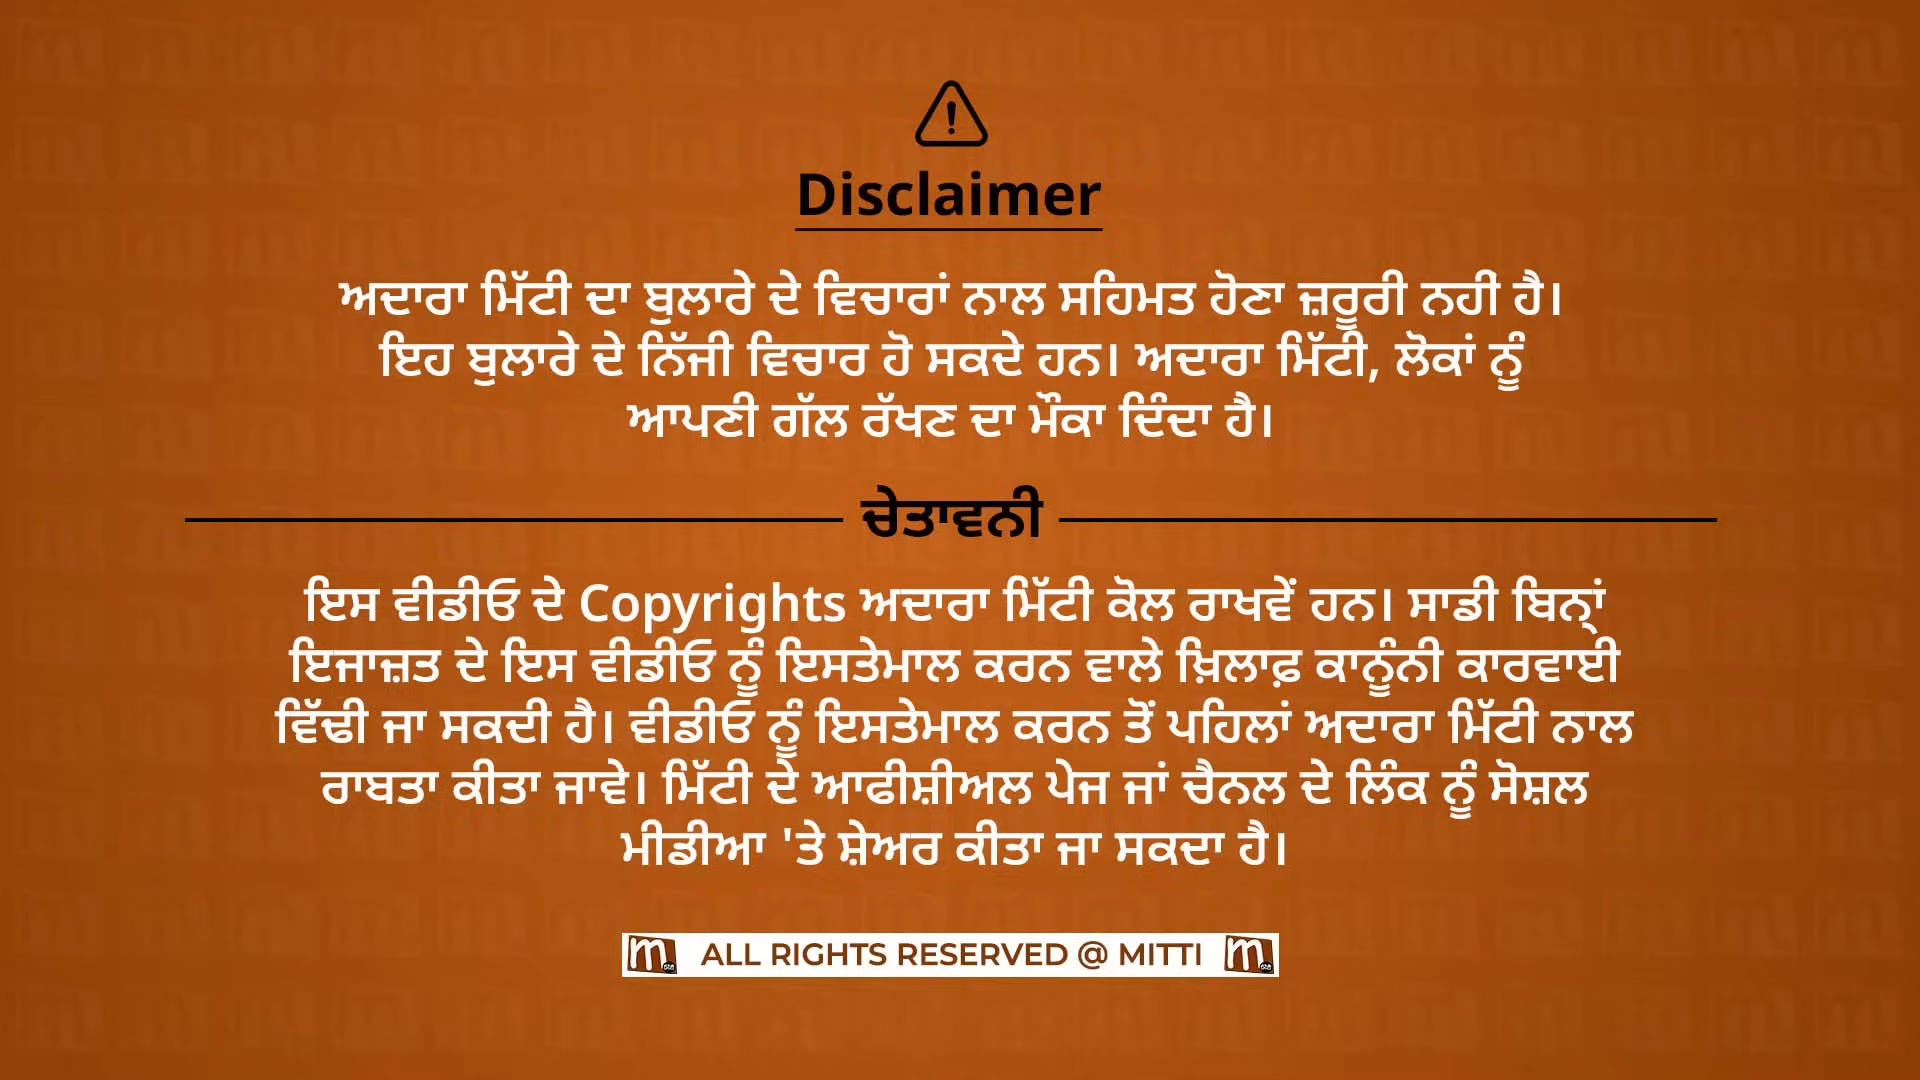 Disclaimer
ਅਦਾਰਾ ਮਿੱਟੀ ਦਾ ਬੁਲਾਰੇ ਦੇ ਵਿਚਾਰਾਂ ਨਾਲ ਸਹਿਮਤ ਹੋਣਾ ਜ਼ਰੂਰੀ ਨਹੀਂ ਹੈ।
ਇਹ ਬੁਲਾਰੇ ਦੇ ਨਿੱਜੀ ਵਿਚਾਰ ਹੋ ਸਕਦੇ ਹਨ। ਅਦਾਰਾ ਮਿੱਟੀ, ਲੋਕਾਂ ਨੂੰ
ਆਪਣੀ ਗੱਲ ਰੱਖਣ ਦਾ ਮੌਕਾ ਦਿੰਦਾ ਹੈ।
ਚੇਤਾਵਨੀ
ਇਸ ਵੀਡੀਓ ਦੇ Copyrights ਅਦਾਰਾ ਮਿੱਟੀ ਕੋਲ ਰਾਖਵੇਂ ਹਨ। ਸਾਡੀ ਬਿਨ੍ਹਾਂ
ਇਜਾਜ਼ਤ ਦੇ ਇਸ ਵੀਡੀਓ ਨੂੰ ਇਸਤੇਮਾਲ ਕਰਨ ਵਾਲੇ ਖ਼ਿਲਾਫ਼ ਕਾਨੂੰਨੀ ਕਾਰਵਾਈ
ਵਿੱਢੀ ਜਾ ਸਕਦੀ ਹੈ। ਵੀਡੀਓ ਨੂੰ ਇਸਤੇਮਾਲ ਕਰਨ ਤੋਂ ਪਹਿਲਾਂ ਅਦਾਰਾ ਮਿੱਟੀ ਨਾਲ
ਰਾਬਤਾ ਕੀਤਾ ਜਾਵੇ। ਮਿੱਟੀ ਦੇ ਆਫੀਸ਼ੀਅਲ ਪੇਜ ਜਾਂ ਚੈਨਲ ਦੇ ਲਿੰਕ ਨੂੰ ਸੋਸ਼ਲ
ਮੀਡੀਆ 'ਤੇ ਸ਼ੇਅਰ ਕੀਤਾ ਜਾ ਸਕਦਾ ਹੈ।
m ALL RIGHTS RESERVED @ MITTI m